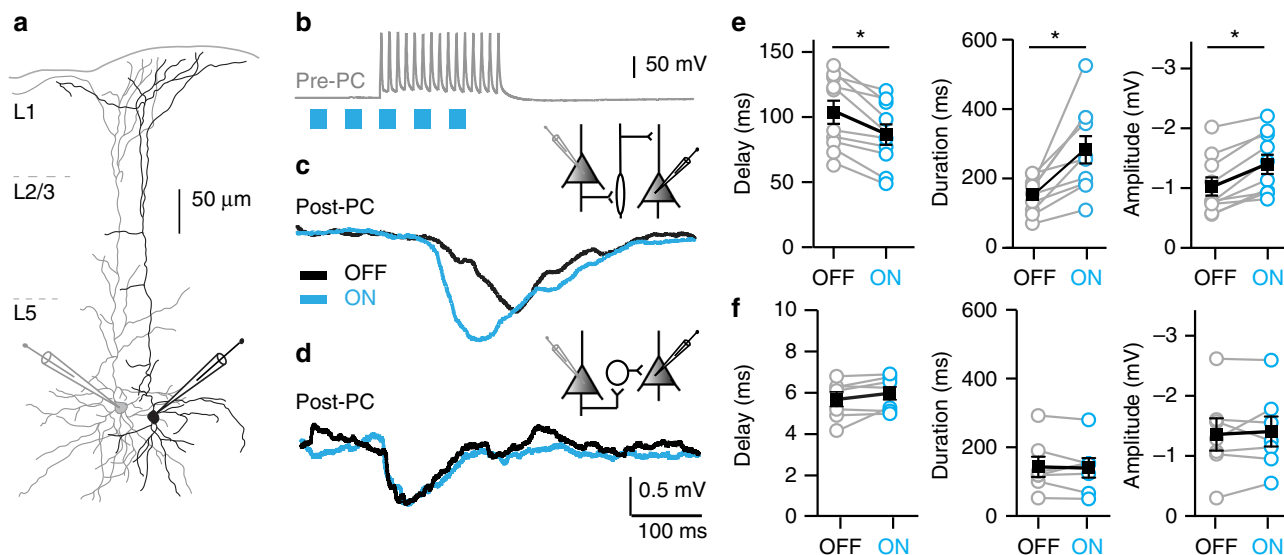 a
L1
L2/3
50 μm
L5
b
Pre-PC
50 mV
c
Post-PC
OFF
ON
d
Post-PC
0.5 mV
100 ms
e
Delay (ms)
150
100
50
0
OFF ON
*
Duration (ms)
600
400
200
0
OFF ON
*
Amplitude (mV)
–3
–2
–1
0
OFF ON
*
f
Delay (ms)
10
8
6
4
2
0
OFF ON
Duration (ms)
600
400
200
0
OFF ON
Amplitude (mV)
–3
–2
–1
0
OFF ON